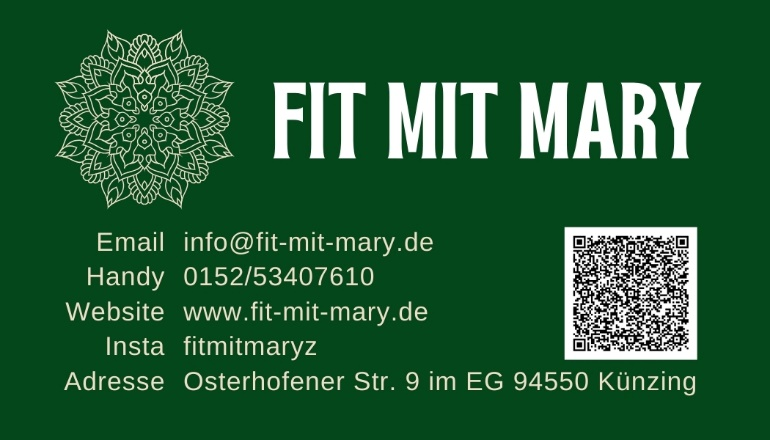 FIT MIT MARY
Email info@fit-mit-mary.de
Handy 0152/53407610
Website www.fit-mit-mary.de
Insta fitmitmaryz
Adresse Osterhofener Str. 9 im EG 94550 Künzing